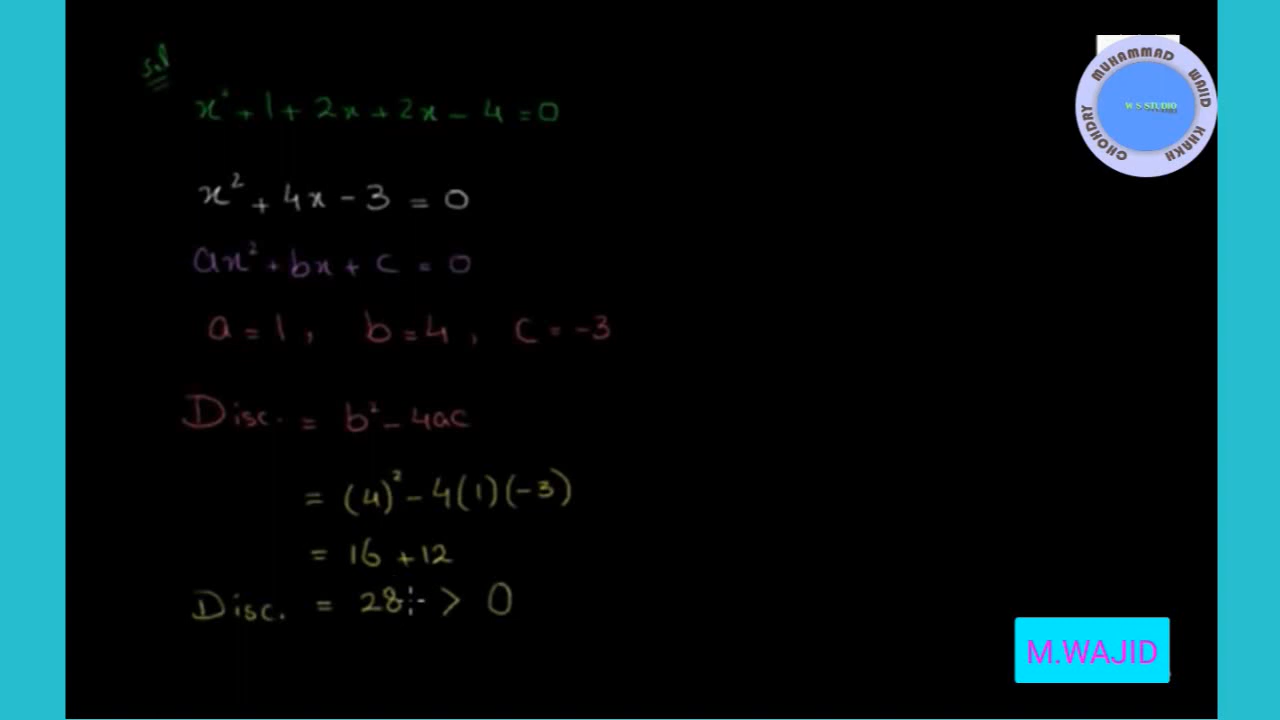 Sol
x² + 1 + 2x + 2x - 4 = 0
x² + 4x - 3 = 0
ax² + bx + c = 0
a = 1, b = 4, c = -3
Disc. = b² - 4ac
= (4)² - 4(1)(-3)
= 16 + 12
Disc. = 28 > 0
CHOHDRY MUHAMMAD WAJID KHAKH
W S STUDIO
M.WAJID